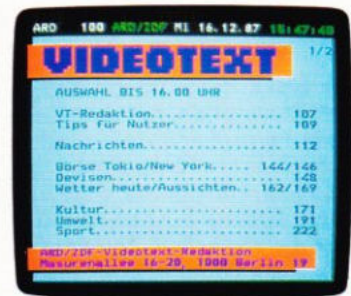 ARD 100 ARD/ZDF MI 16.12.87 15:47:48
1/2
VIDEOTEXT
AUSWAHL BIS 16.00 UHR
VT-Redaktion.................. 107
Tips für Nutzer............... 109
Nachrichten................... 112
Börse Tokio/New York..... 144/146
Devisen....................... 148
Wetter heute/Aussichten.. 162/169
Kultur........................ 171
Umwelt........................ 191
Sport......................... 222
ARD/ZDF-Videotext-Redaktion
Masurenallee 16-20, 1000 Berlin 19